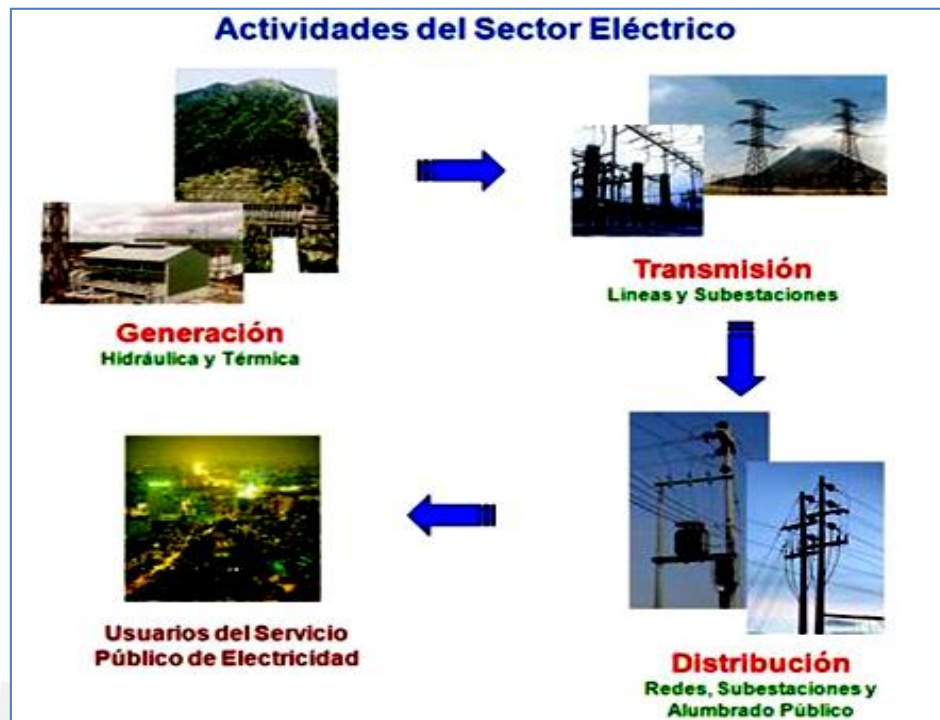 Actividades del Sector Eléctrico
Generación
Hidráulica y Térmica
Transmisión
Lineas y Subestaciones
Distribución
Redes, Subestaciones y
Alumbrado Público
Usuarios del Servicio
Público de Electricidad